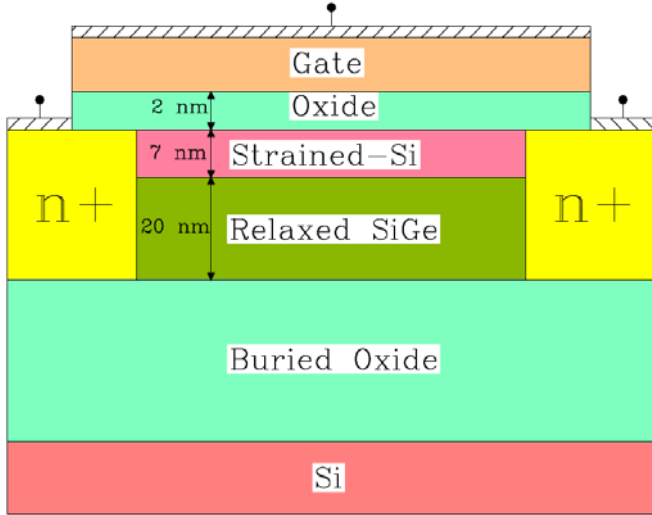 Gate
2 nm
Oxide
7 nm
Strained-Si
n+
n+
20 nm
Relaxed SiGe
Buried Oxide
Si